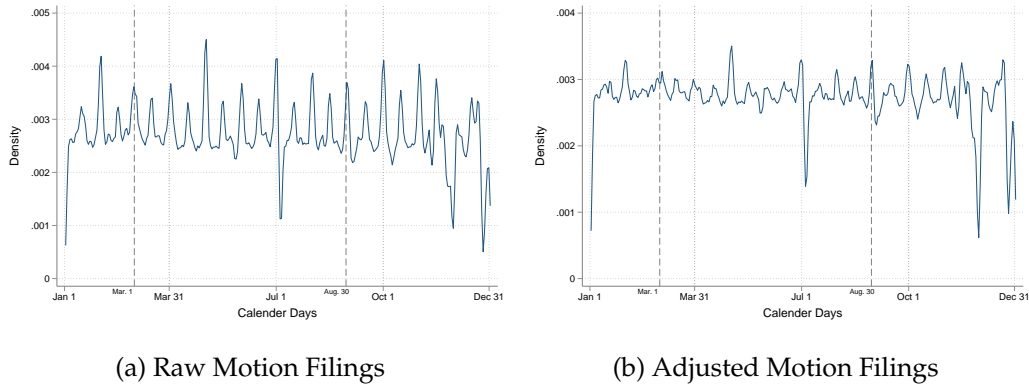 .005
.004
.003
.002
.001
0
Density
Jan 1
Mar. 1
Mar 31
Jul 1
Aug. 30
Oct 1
Dec 31
Calender Days
(a) Raw Motion Filings
.004
.003
.002
.001
0
Density
Jan 1
Mar. 1
Mar 31
Jul 1
Aug. 30
Oct 1
Dec 31
Calender Days
(b) Adjusted Motion Filings